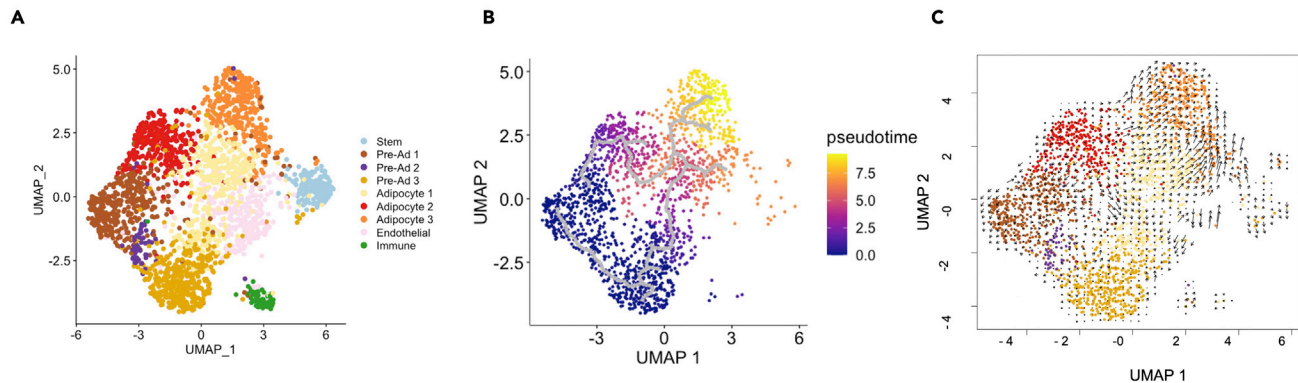 A
UMAP_2
5.0
2.5
0.0
-2.5
-6
-3
0
3
6
UMAP_1
Stem
Pre-Ad 1
Pre-Ad 2
Pre-Ad 3
Adipocyte 1
Adipocyte 2
Adipocyte 3
Endothelial
Immune
B
UMAP 2
5.0
2.5
0.0
-2.5
-3
0
3
6
UMAP 1
pseudotime
7.5
5.0
2.5
0.0
C
UMAP 2
4
2
-0
-2
-4
-4
-2
-0
2
4
6
UMAP 1